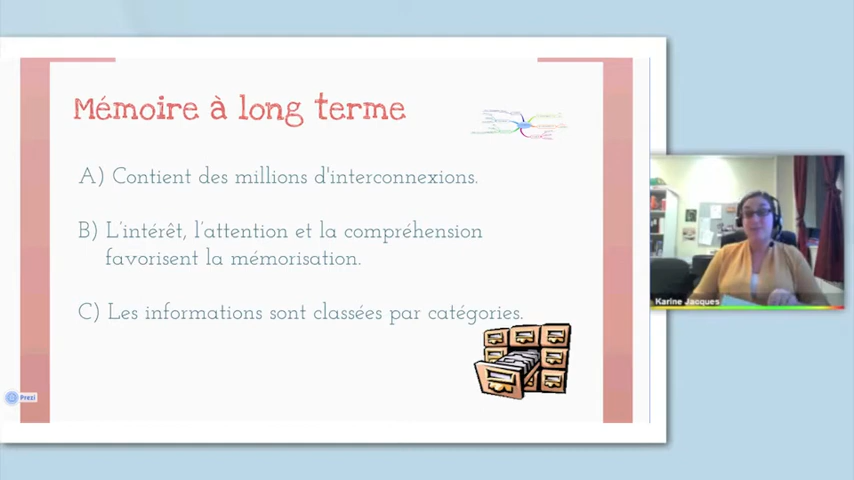 Mémoire à long terme
A) Contient des millions d'interconnexions.
B) L'intérêt, l'attention et la compréhension
favorisent la mémorisation.
C) Les informations sont classées par catégories.
Karine Jacques
Prezi